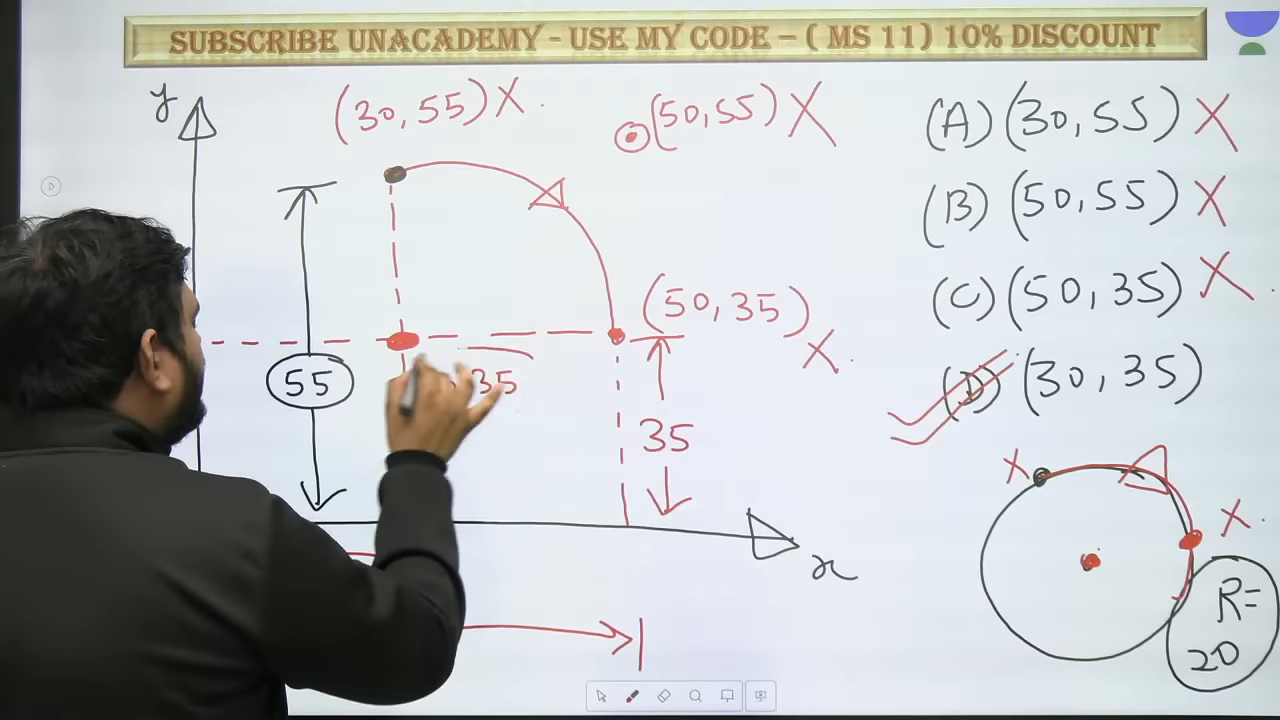 SUBSCRIBE UNACADEMY - USE MY CODE – ( MS 11) 10% DISCOUNT
y
(30,55) X
(50,55) X
(A) (30,55) X
(B) (50,55) X
(C) (50,35) X
(D) (30,35)
(50,35)
X
55
35
35
x
X
X
R=
20